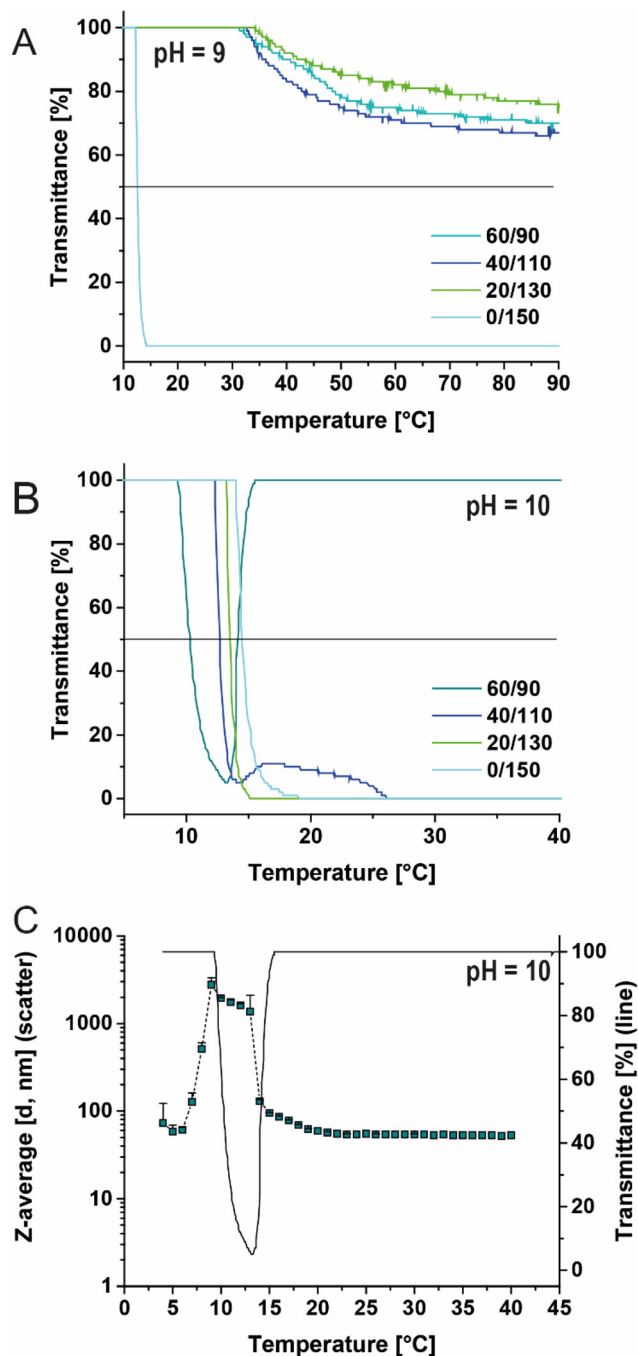 A
pH = 9
Transmittance [%]
100
80
60
40
20
0
60/90
40/110
20/130
0/150
10 20 30 40 50 60 70 80 90
Temperature [°C]
B
pH = 10
Transmittance [%]
100
80
60
40
20
0
60/90
40/110
20/130
0/150
10 20 30 40
Temperature [°C]
C
pH = 10
Z-average [d, nm] (scatter)
10000
1000
100
10
1
Transmittance [%] (line)
100
80
60
40
20
0
0 5 10 15 20 25 30 35 40 45
Temperature [°C]